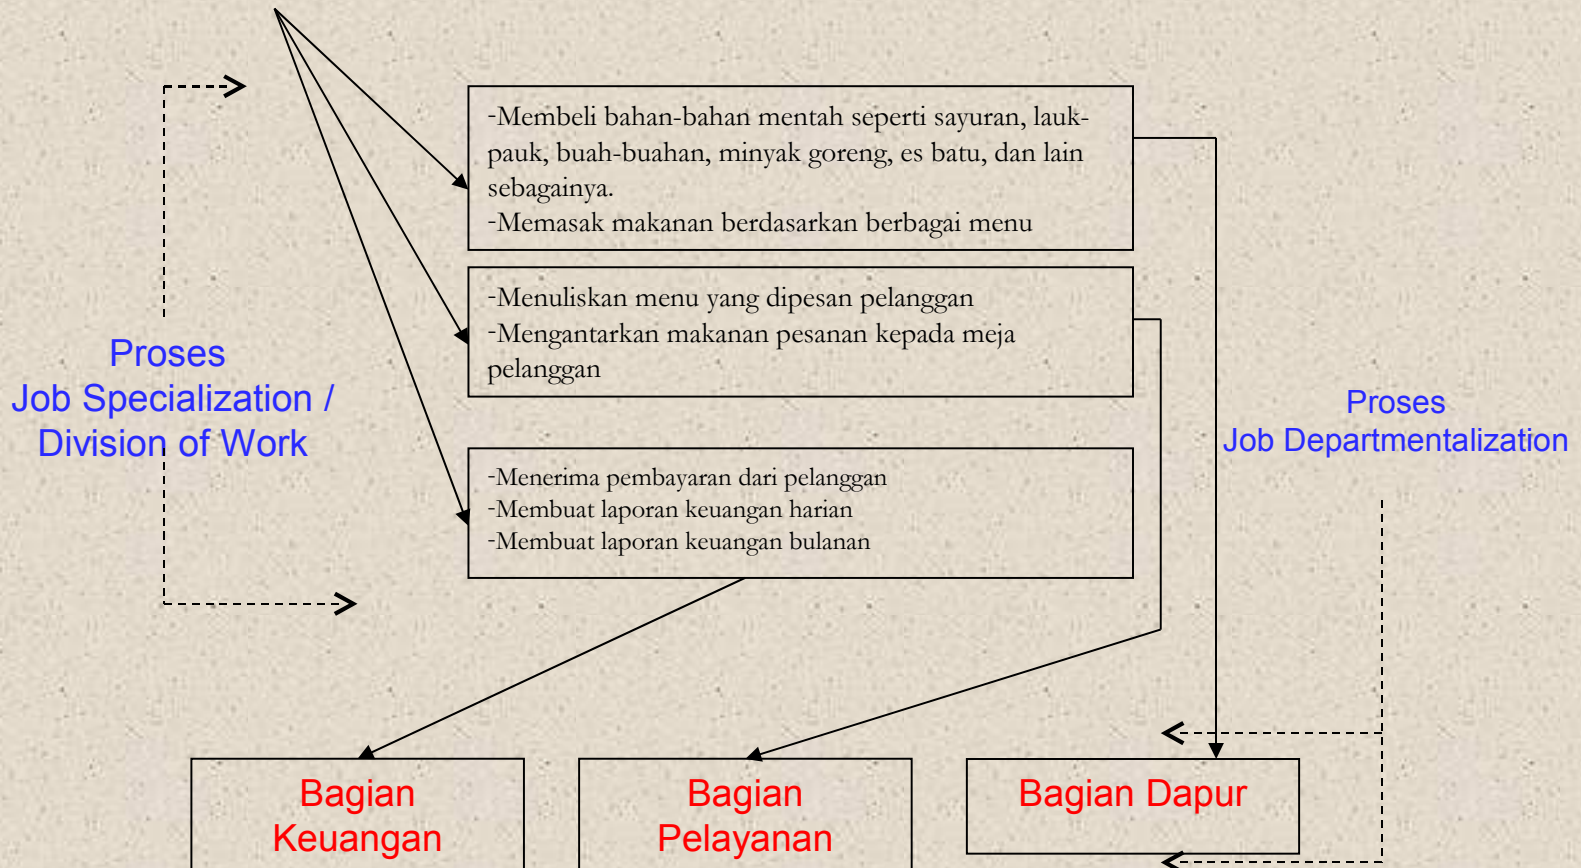 -Membeli bahan-bahan mentah seperti sayuran, lauk-
pauk, buah-buahan, minyak goreng, es batu, dan lain
sebagainya.
-Memasak makanan berdasarkan berbagai menu
-Menuliskan menu yang dipesan pelanggan
-Mengantarkan makanan pesanan kepada meja
pelanggan
Proses
Job Specialization /
Division of Work
Proses
Job Departmentalization
-Menerima pembayaran dari pelanggan
-Membuat laporan keuangan harian
-Membuat laporan keuangan bulanan
Bagian
Keuangan
Bagian
Pelayanan
Bagian Dapur